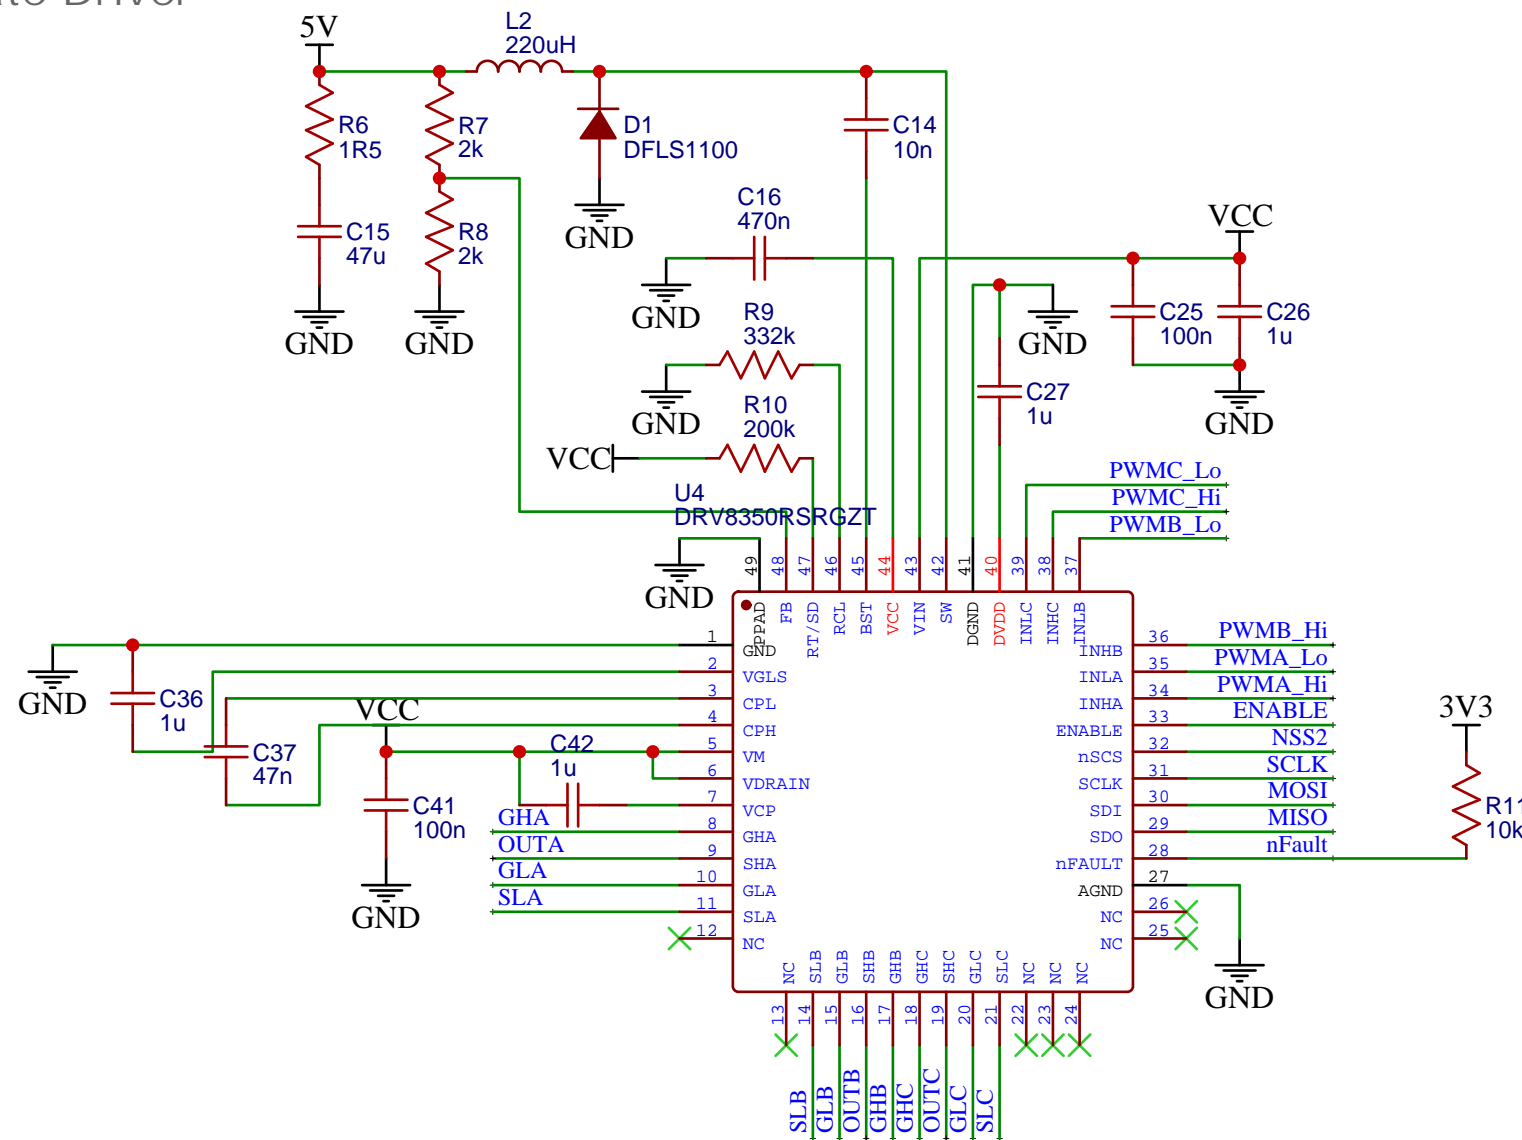 5V
L2
220uH
R6
1R5
R7
2k
D1
DFLS1100
C14
10n
C15
47u
R8
2k
GND
GND
GND
C16
470n
GND
R9
332k
GND
R10
200k
VCC
VCC
C25
100n
C26
1u
GND
GND
C27
1u
U4
DRV8350RSRGZT
GND
PWMC_Lo
PWMC_Hi
PWMB_Lo
49 48 47 46 45 44 43 42 41 40 39 38 37
PPAD FB RT/SD RCL BST VCC VIN SW DGND DVDD INLC INHC INLB
1 GND
2 VGLS
3 CPL
4 CPH
5 VM
6 VDRAIN
7 VCP
8 GHA
9 SHA
10 GLA
11 SLA
12 NC
GND
C36
1u
C37
47n
VCC
C42
1u
C41
100n
GND
GHA
OUTA
GLA
SLA
INHB 36 PWMB_Hi
INLA 35 PWMA_Lo
INHA 34 PWMA_Hi
ENABLE 33 ENABLE
nSCS 32 NSS2
SCLK 31 SCLK
SDI 30 MOSI
SDO 29 MISO
nFAULT 28 nFault
AGND 27
NC 26
NC 25
3V3
R11
10k
GND
NC SLB GLB SHB GHB GHC SHC GLC SLC NC NC NC
13 14 15 16 17 18 19 20 21 22 23 24
SLB GLB OUTB GHB GHC OUTC GLC SLC